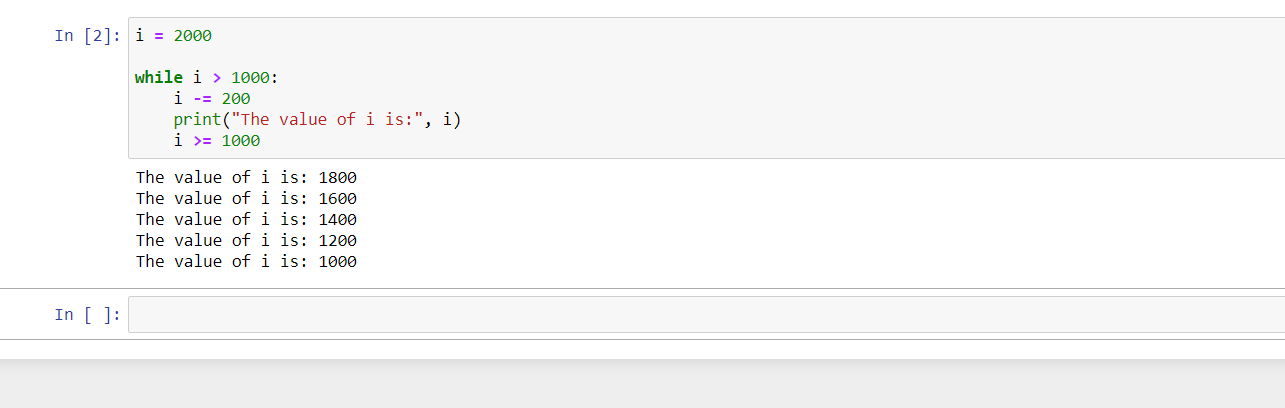 In [2]: i = 2000
while i > 1000:
    i -= 200
    print("The value of i is:", i)
    i >= 1000
The value of i is: 1800
The value of i is: 1600
The value of i is: 1400
The value of i is: 1200
The value of i is: 1000
In [ ]: